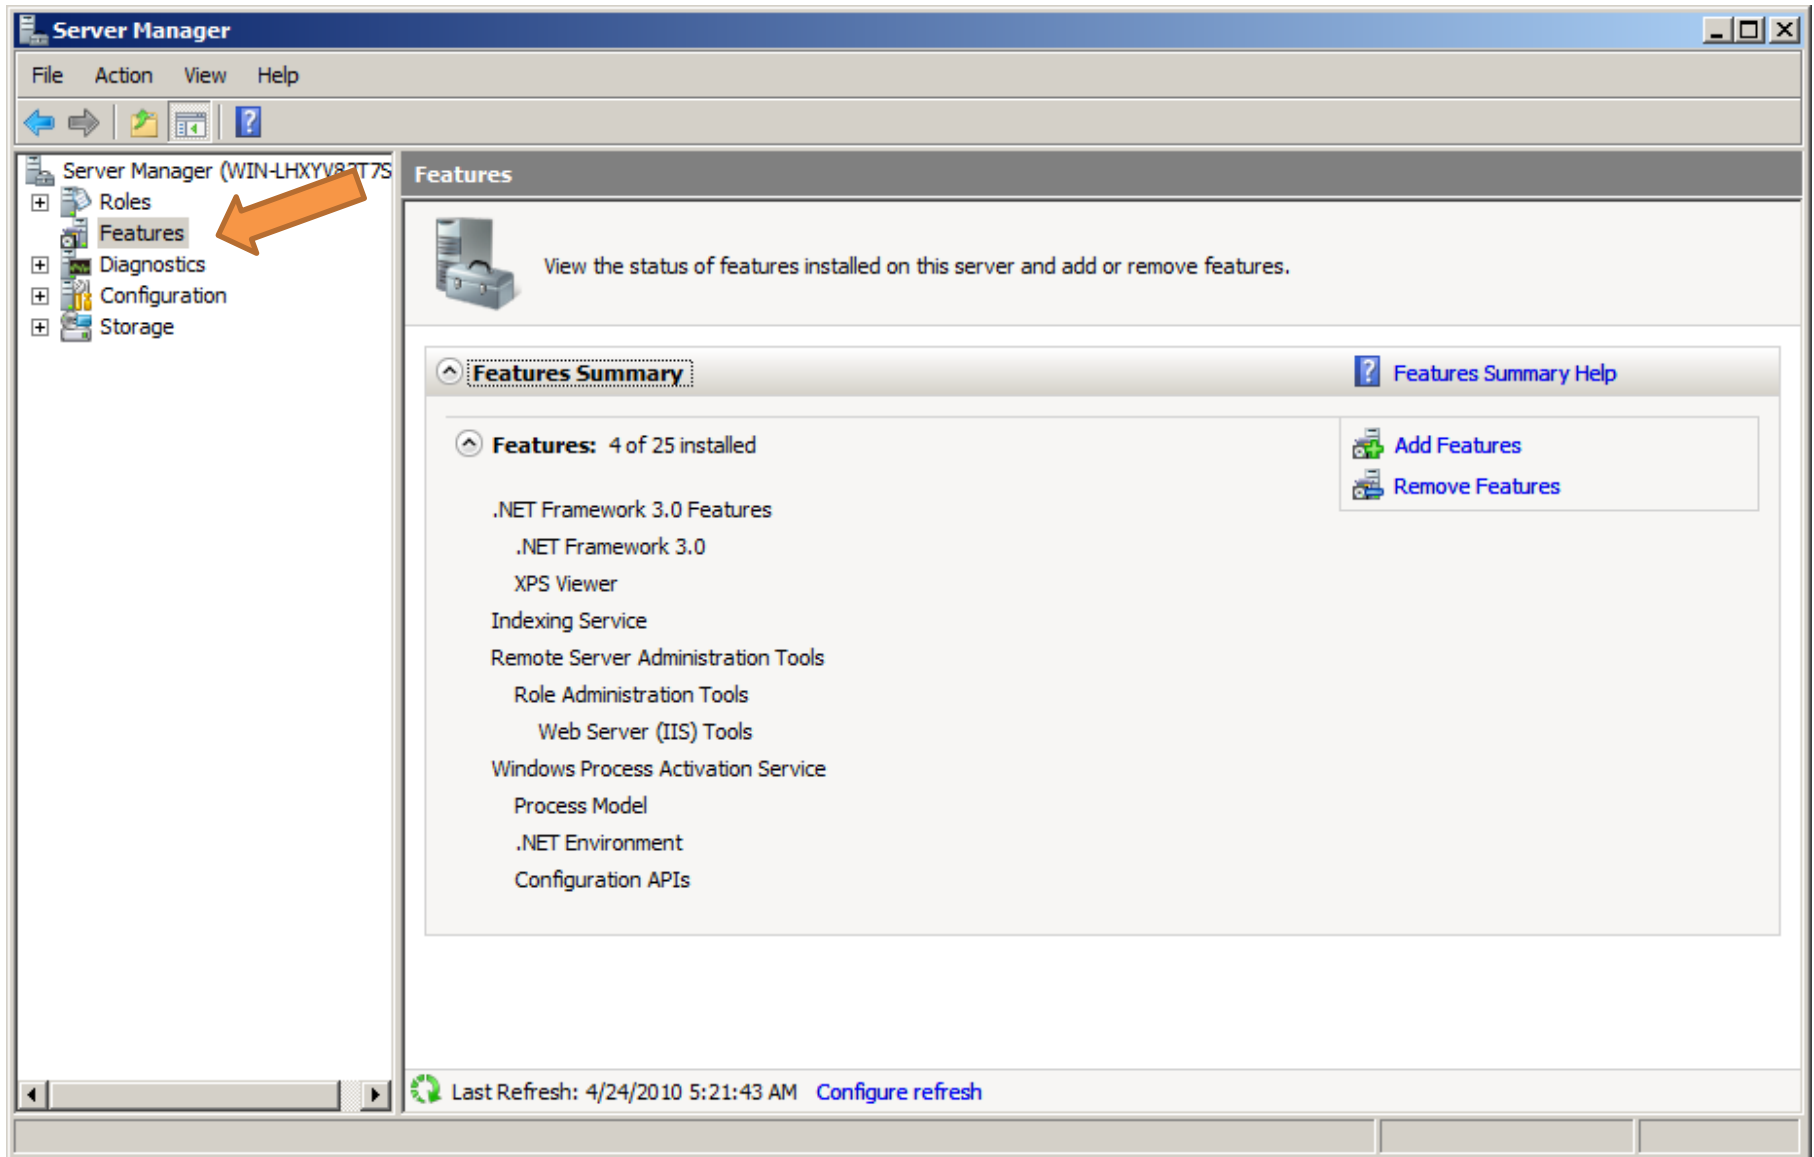 Server Manager
File Action View Help
Server Manager (WIN-LHXYV83T7S
Roles
Features
Diagnostics
Configuration
Storage
Features
View the status of features installed on this server and add or remove features.
Features Summary
Features Summary Help
Features: 4 of 25 installed
Add Features
Remove Features
.NET Framework 3.0 Features
.NET Framework 3.0
XPS Viewer
Indexing Service
Remote Server Administration Tools
Role Administration Tools
Web Server (IIS) Tools
Windows Process Activation Service
Process Model
.NET Environment
Configuration APIs
Last Refresh: 4/24/2010 5:21:43 AM Configure refresh